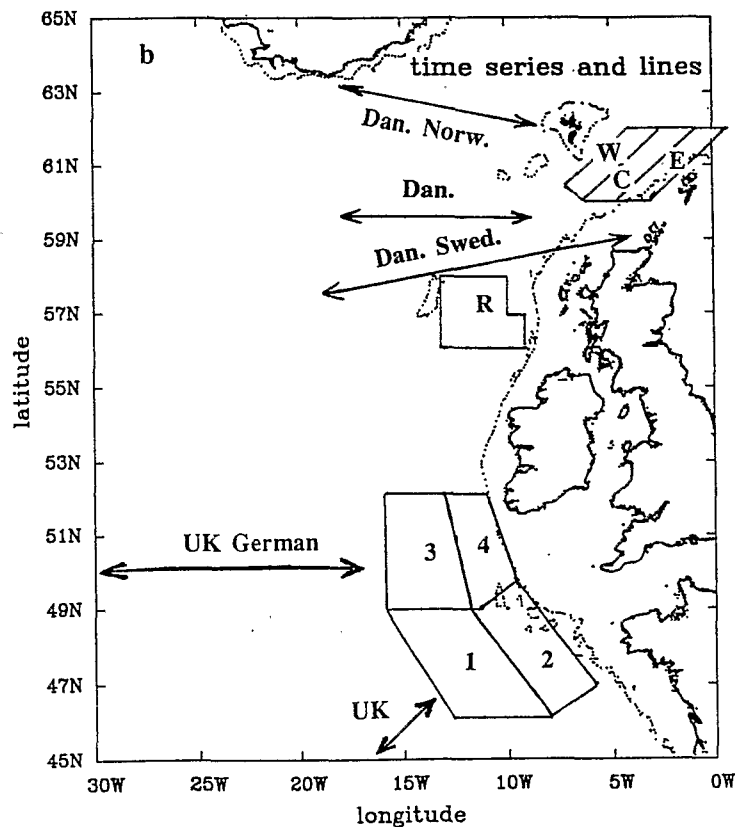 65N
b
time series and lines
63N
Dan. Norw.
W
E
61N
C
Dan.
59N
Dan. Swed.
57N
R
55N
latitude
53N
51N
UK German
3
4
49N
1
2
47N
UK
45N
30W
25W
20W
15W
10W
5W
0W
longitude